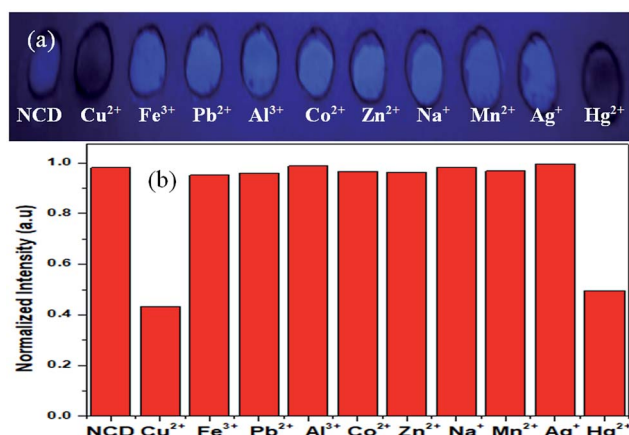 (a)
NCD Cu²⁺ Fe³⁺ Pb²⁺ Al³⁺ Co²⁺ Zn²⁺ Na⁺ Mn²⁺ Ag⁺ Hg²⁺
(b)
Normalized Intensity (a.u)
1.0
0.8
0.6
0.4
0.2
0.0
NCD Cu²⁺ Fe³⁺ Pb²⁺ Al³⁺ Co²⁺ Zn²⁺ Na⁺ Mn²⁺ Ag⁺ Hg²⁺